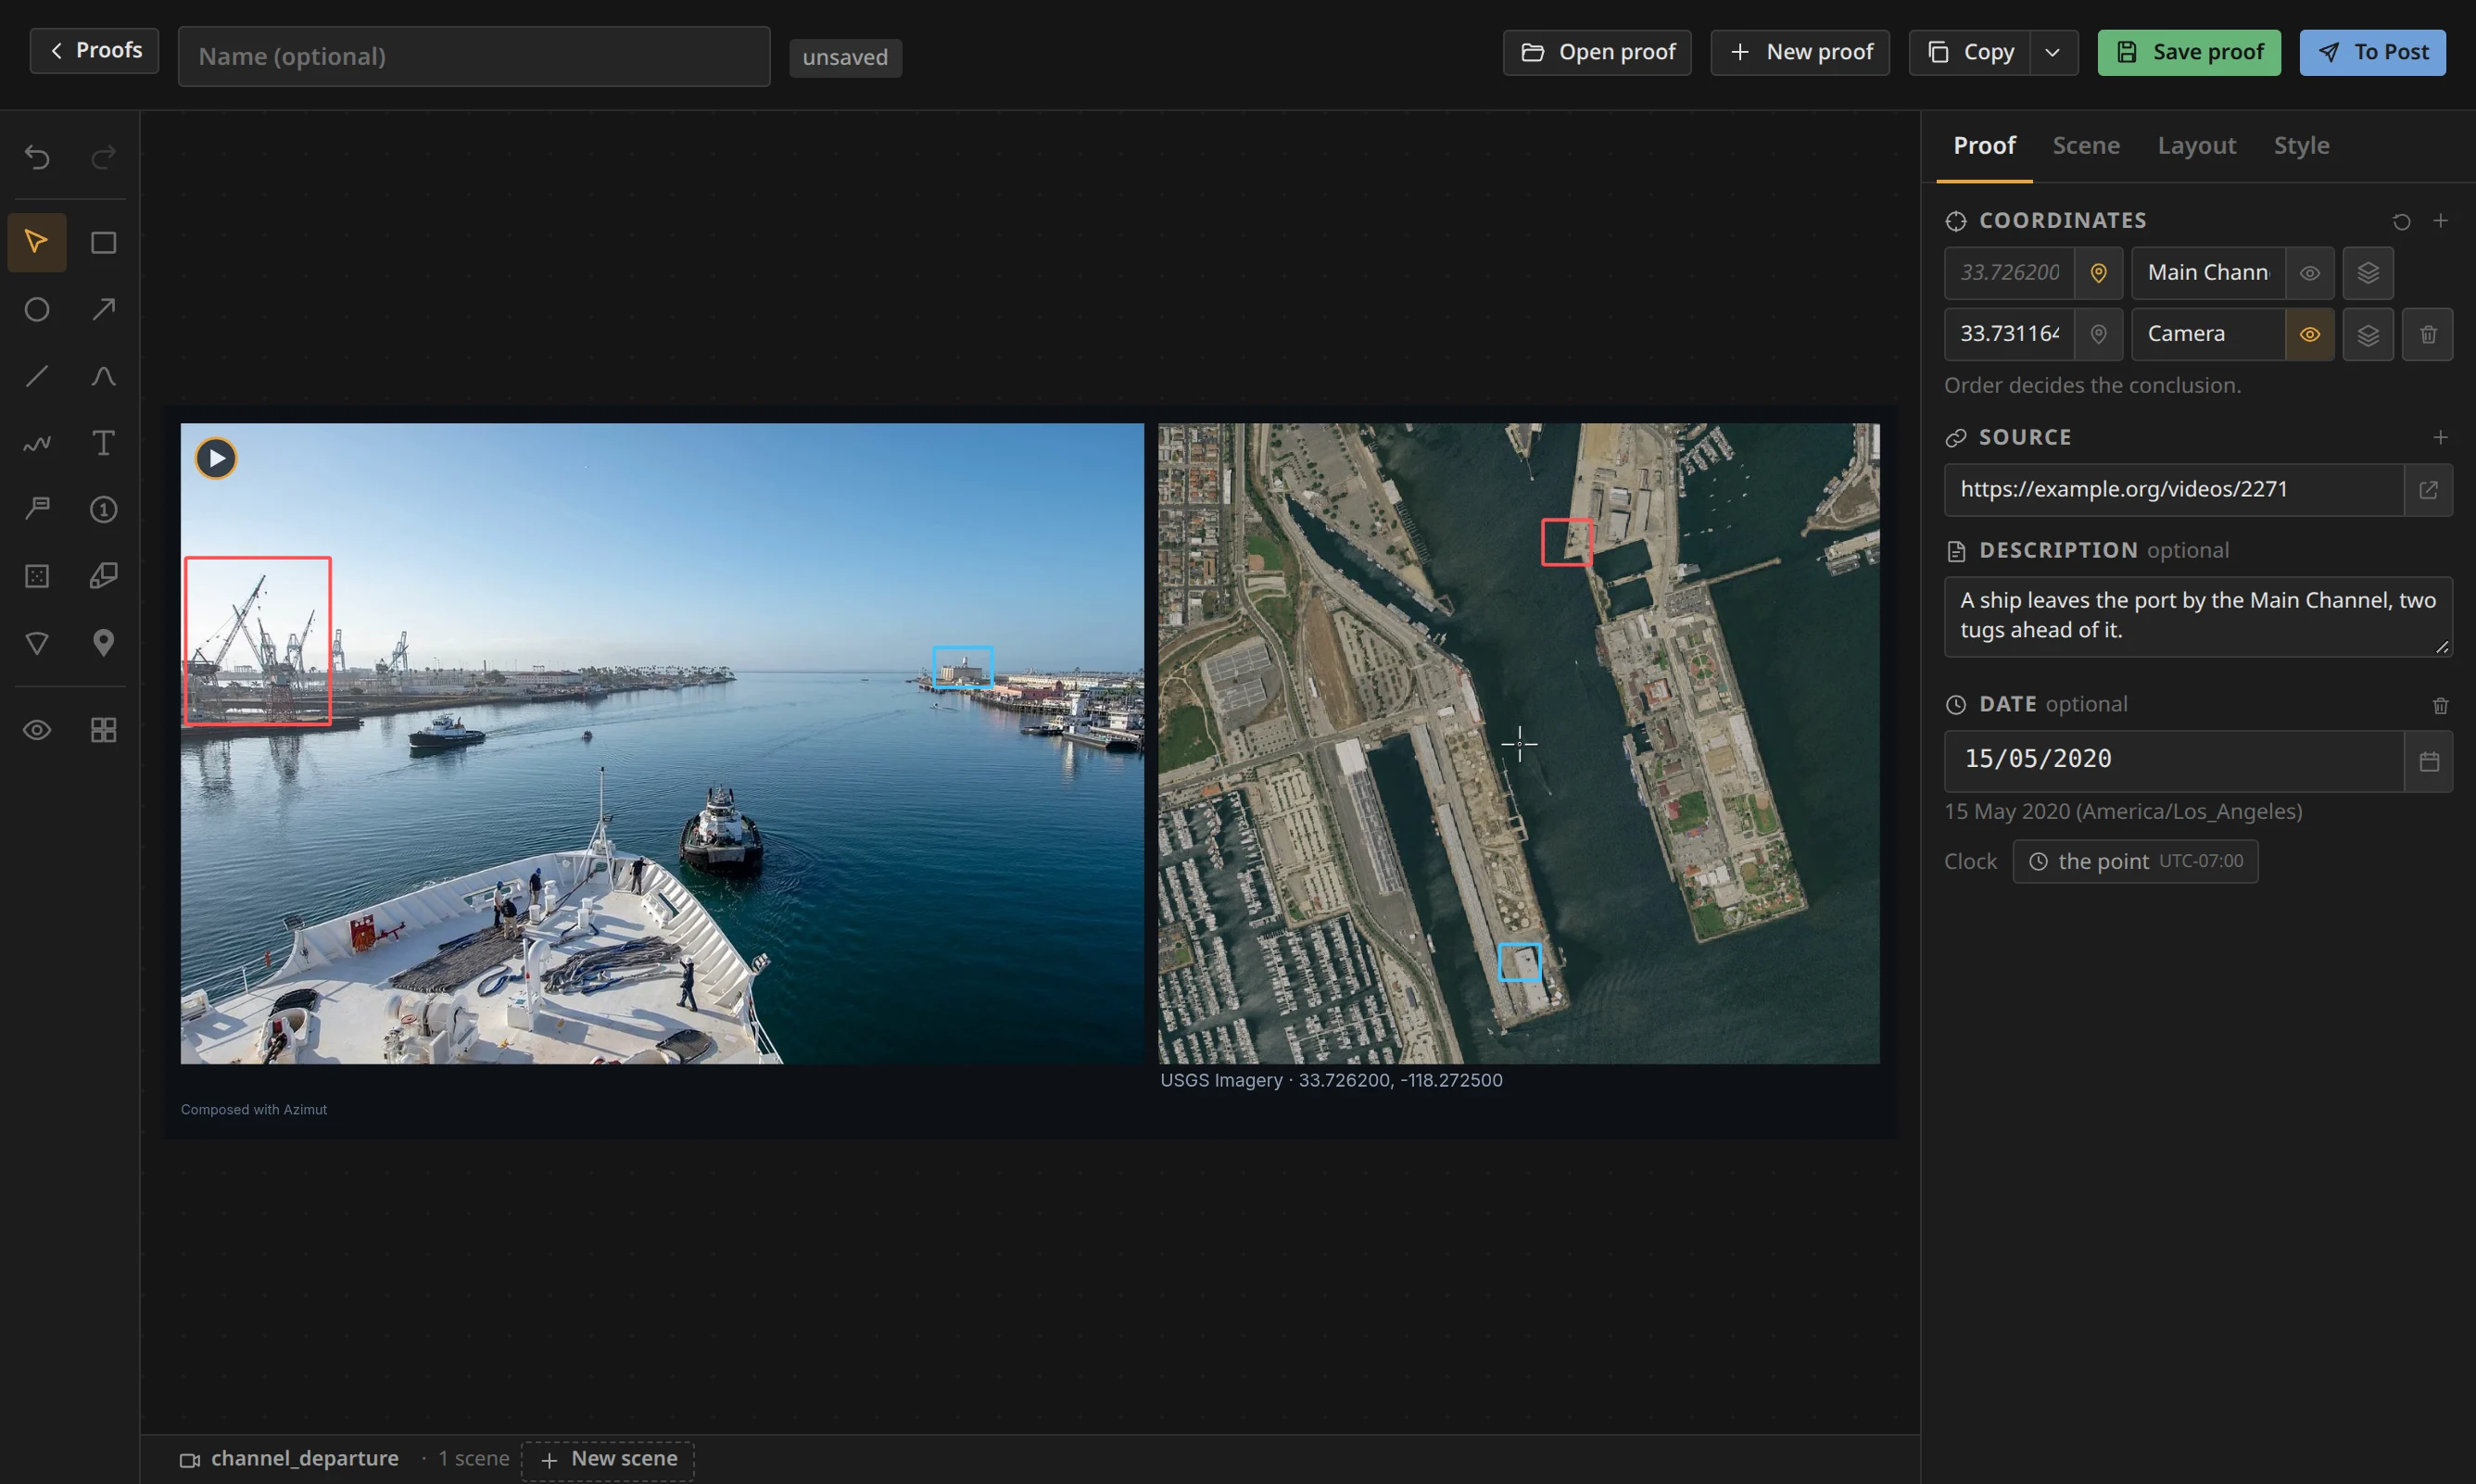 Proofs
Name (optional)
unsaved
Open proof
New proof
Copy
Save proof
To Post
Proof
Scene
Layout
Style
COORDINATES
33.726200
Main Chann
33.731164
Camera
Order decides the conclusion.
SOURCE
https://example.org/videos/2271
DESCRIPTION optional
A ship leaves the port by the Main Channel, two
tugs ahead of it.
DATE optional
15/05/2020
15 May 2020 (America/Los_Angeles)
Clock
the point UTC-07:00
T
1
USGS Imagery · 33.726200, -118.272500
Composed with Azimut
channel_departure · 1 scene
New scene